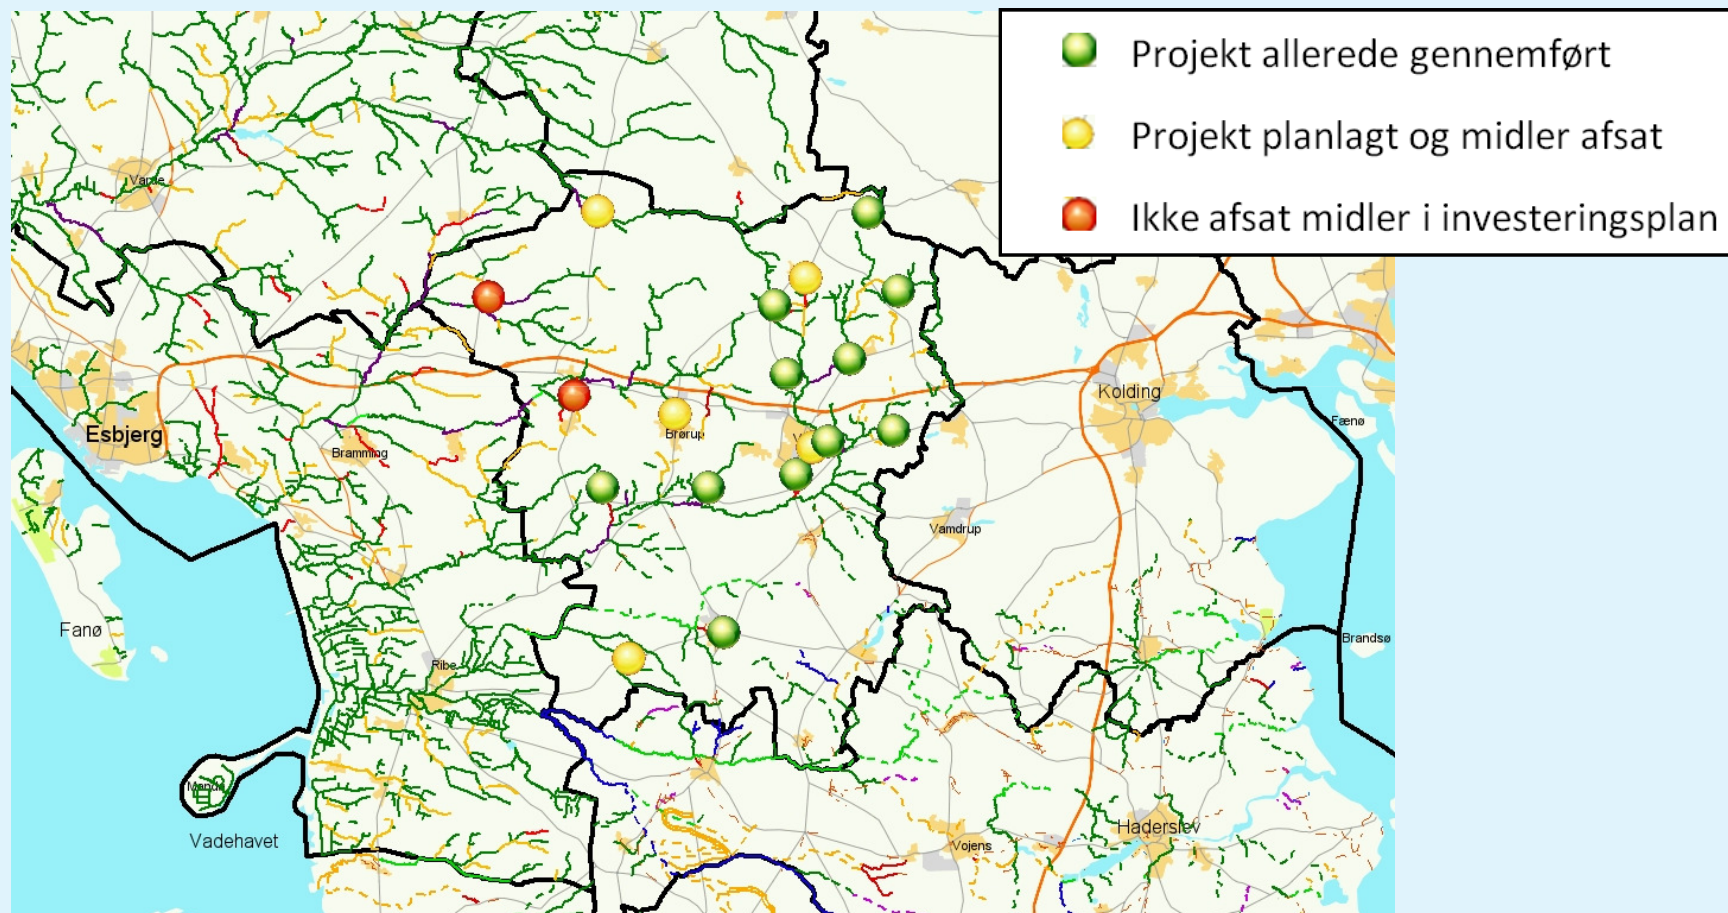 Projekt allerede gennemført
Projekt planlagt og midler afsat
Ikke afsat midler i investeringsplan
Varde
Kolding
Fænø
Esbjerg
Brørup
Bramming
Vamdrup
Fanø
Brandsø
Ribe
Vadehavet
Haderslev
Vojens